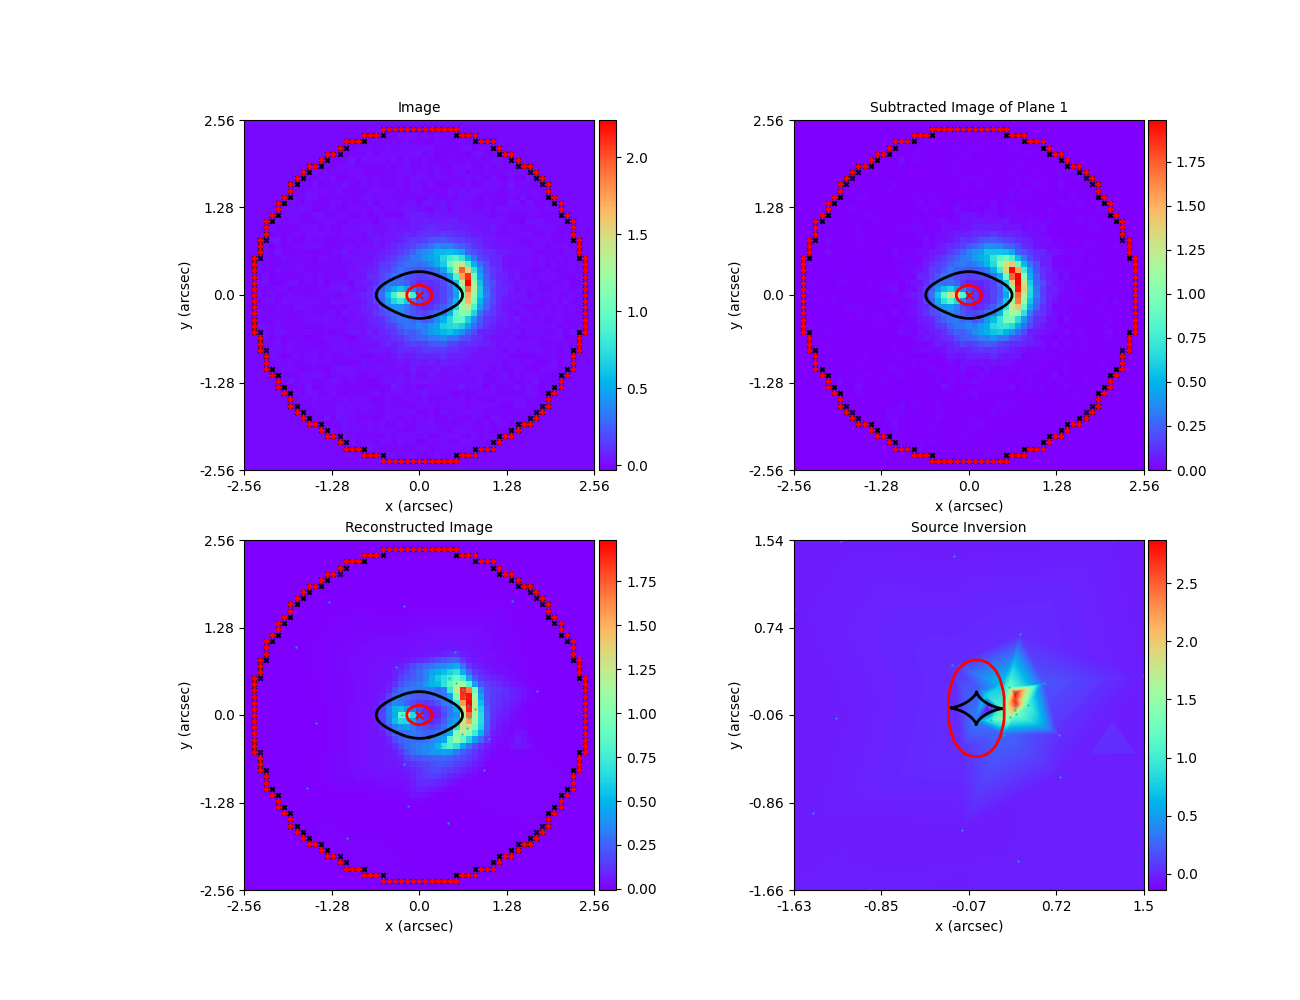 Image
2.56
1.28
0.0
-1.28
-2.56
y (arcsec)
-2.56 -1.28 0.0 1.28 2.56
x (arcsec)
2.0
1.5
1.0
0.5
0.0
Subtracted Image of Plane 1
2.56
1.28
0.0
-1.28
-2.56
y (arcsec)
-2.56 -1.28 0.0 1.28 2.56
x (arcsec)
1.75
1.50
1.25
1.00
0.75
0.50
0.25
0.00
Reconstructed Image
2.56
1.28
0.0
-1.28
-2.56
y (arcsec)
-2.56 -1.28 0.0 1.28 2.56
x (arcsec)
1.75
1.50
1.25
1.00
0.75
0.50
0.25
0.00
Source Inversion
1.54
0.74
-0.06
-0.86
-1.66
y (arcsec)
-1.63 -0.85 -0.07 0.72 1.5
x (arcsec)
2.5
2.0
1.5
1.0
0.5
0.0